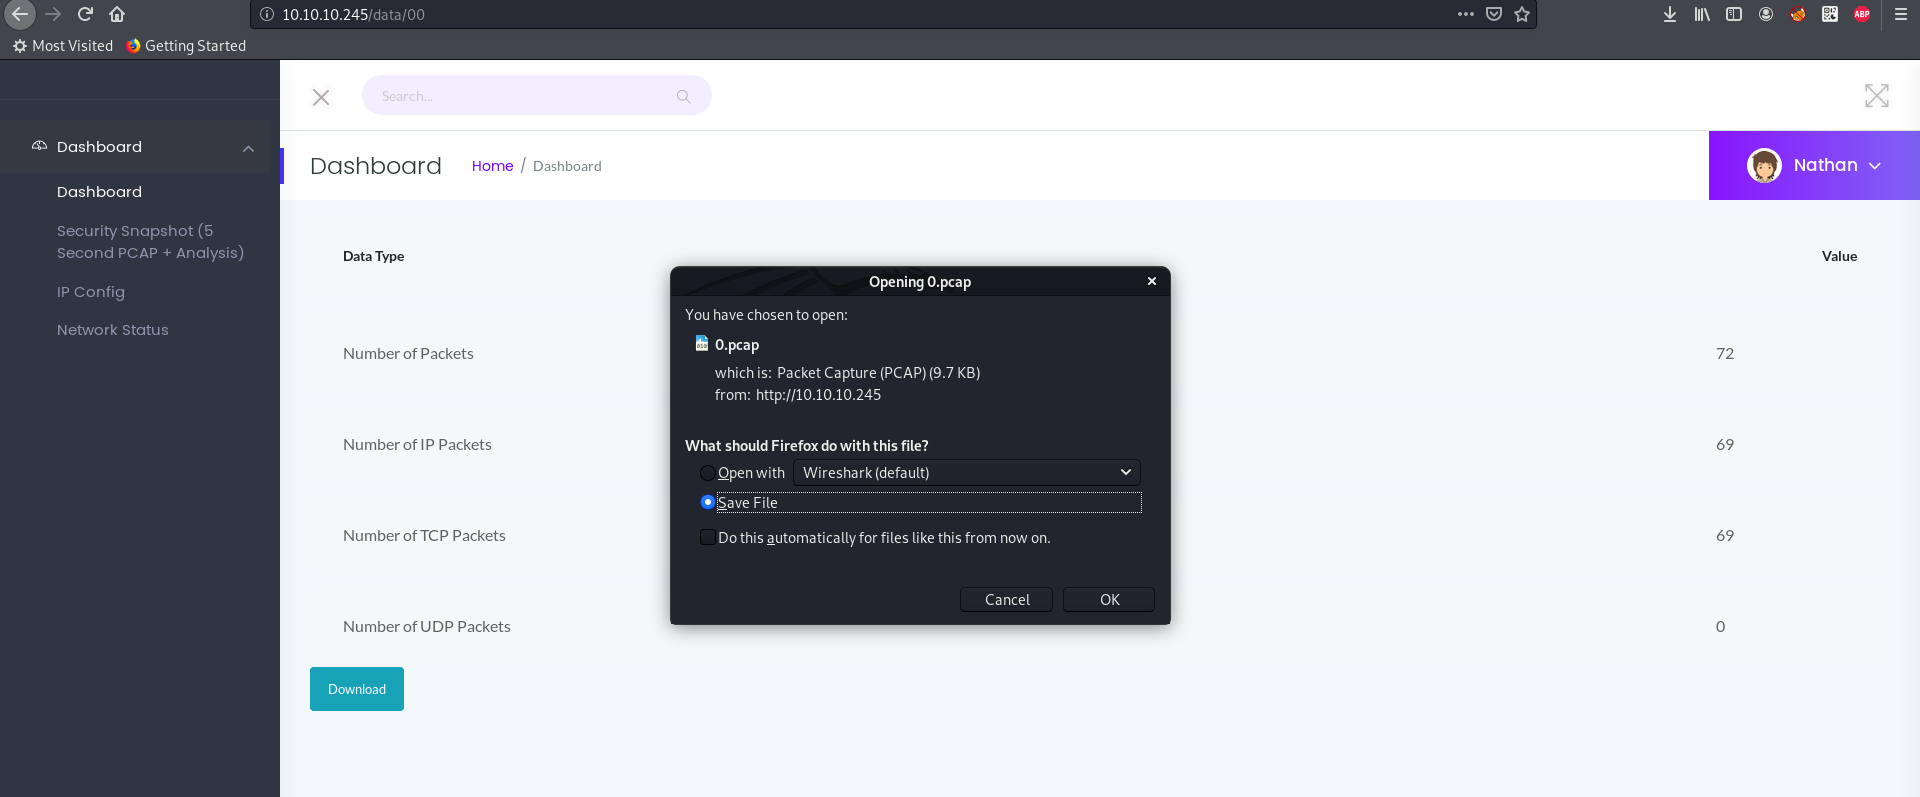 10.10.10.245/data/00
ABP
Most Visited
Getting Started
Search...
Dashboard
Dashboard
Security Snapshot (5
Second PCAP + Analysis)
IP Config
Network Status
Dashboard
Home / Dashboard
Nathan
Data Type
Value
Number of Packets
72
Number of IP Packets
69
Number of TCP Packets
69
Number of UDP Packets
0
Download
Opening 0.pcap
You have chosen to open:
0.pcap
which is: Packet Capture (PCAP) (9.7 KB)
from: http://10.10.10.245
What should Firefox do with this file?
Open with
Wireshark (default)
Save File
Do this automatically for files like this from now on.
Cancel
OK